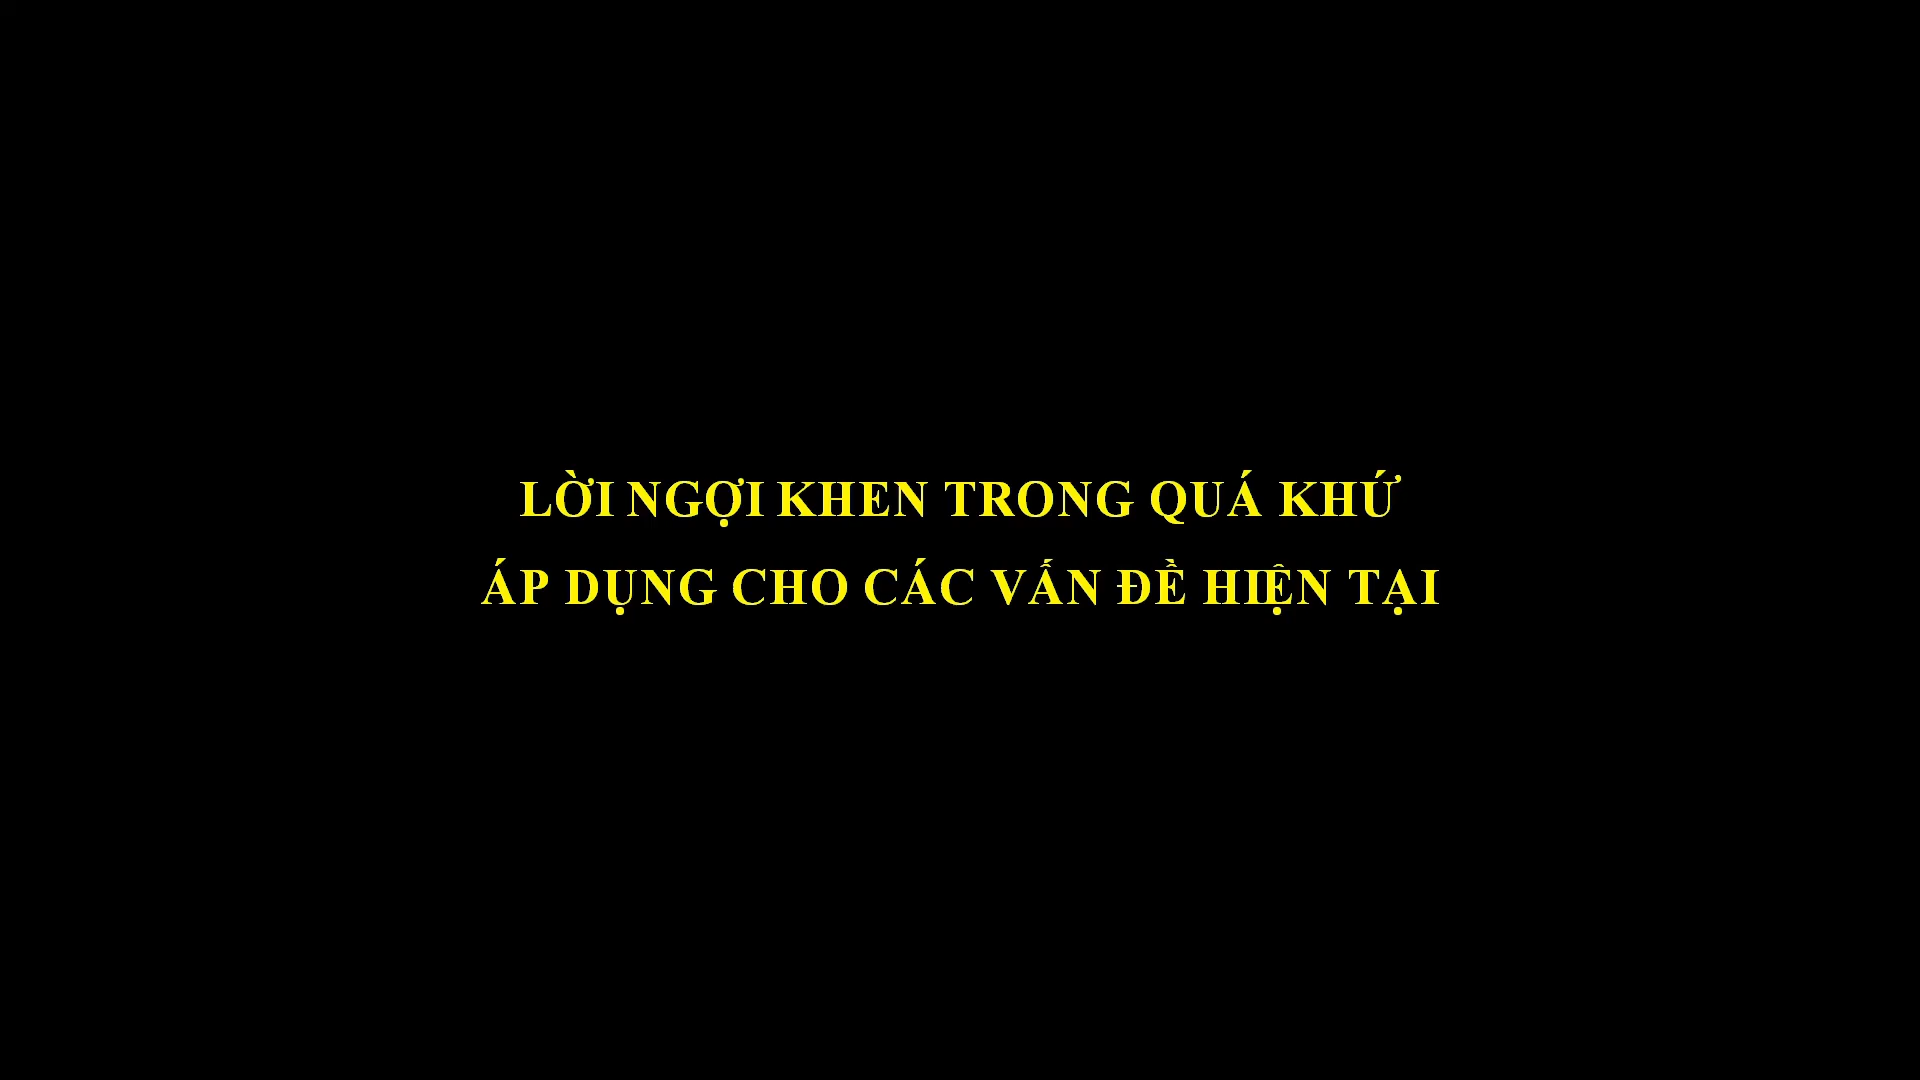 LỜI NGỢI KHEN TRONG QUÁ KHỨ
ÁP DỤNG CHO CÁC VẤN ĐỀ HIỆN TẠI